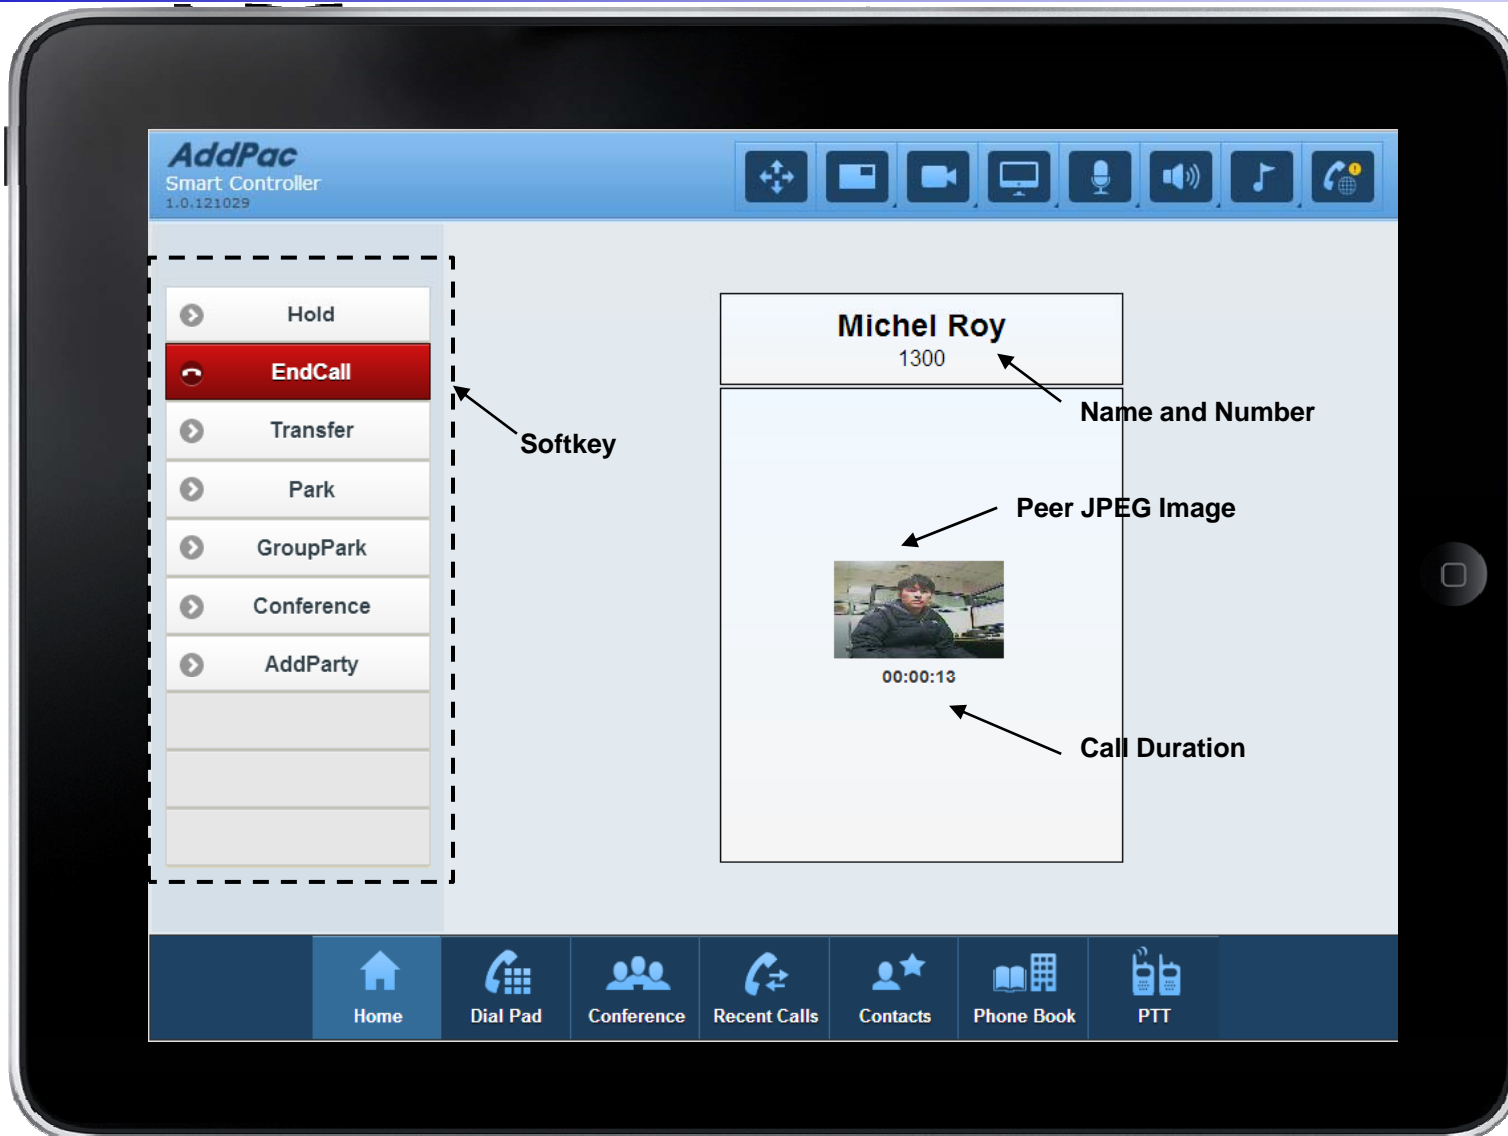 AddPac
Smart Controller
1.0.121029
Hold
EndCall
Transfer
Park
GroupPark
Conference
AddParty
Softkey
Michel Roy
1300
Name and Number
Peer JPEG Image
00:00:13
Call Duration
Home
Dial Pad
Conference
Recent Calls
Contacts
Phone Book
PTT